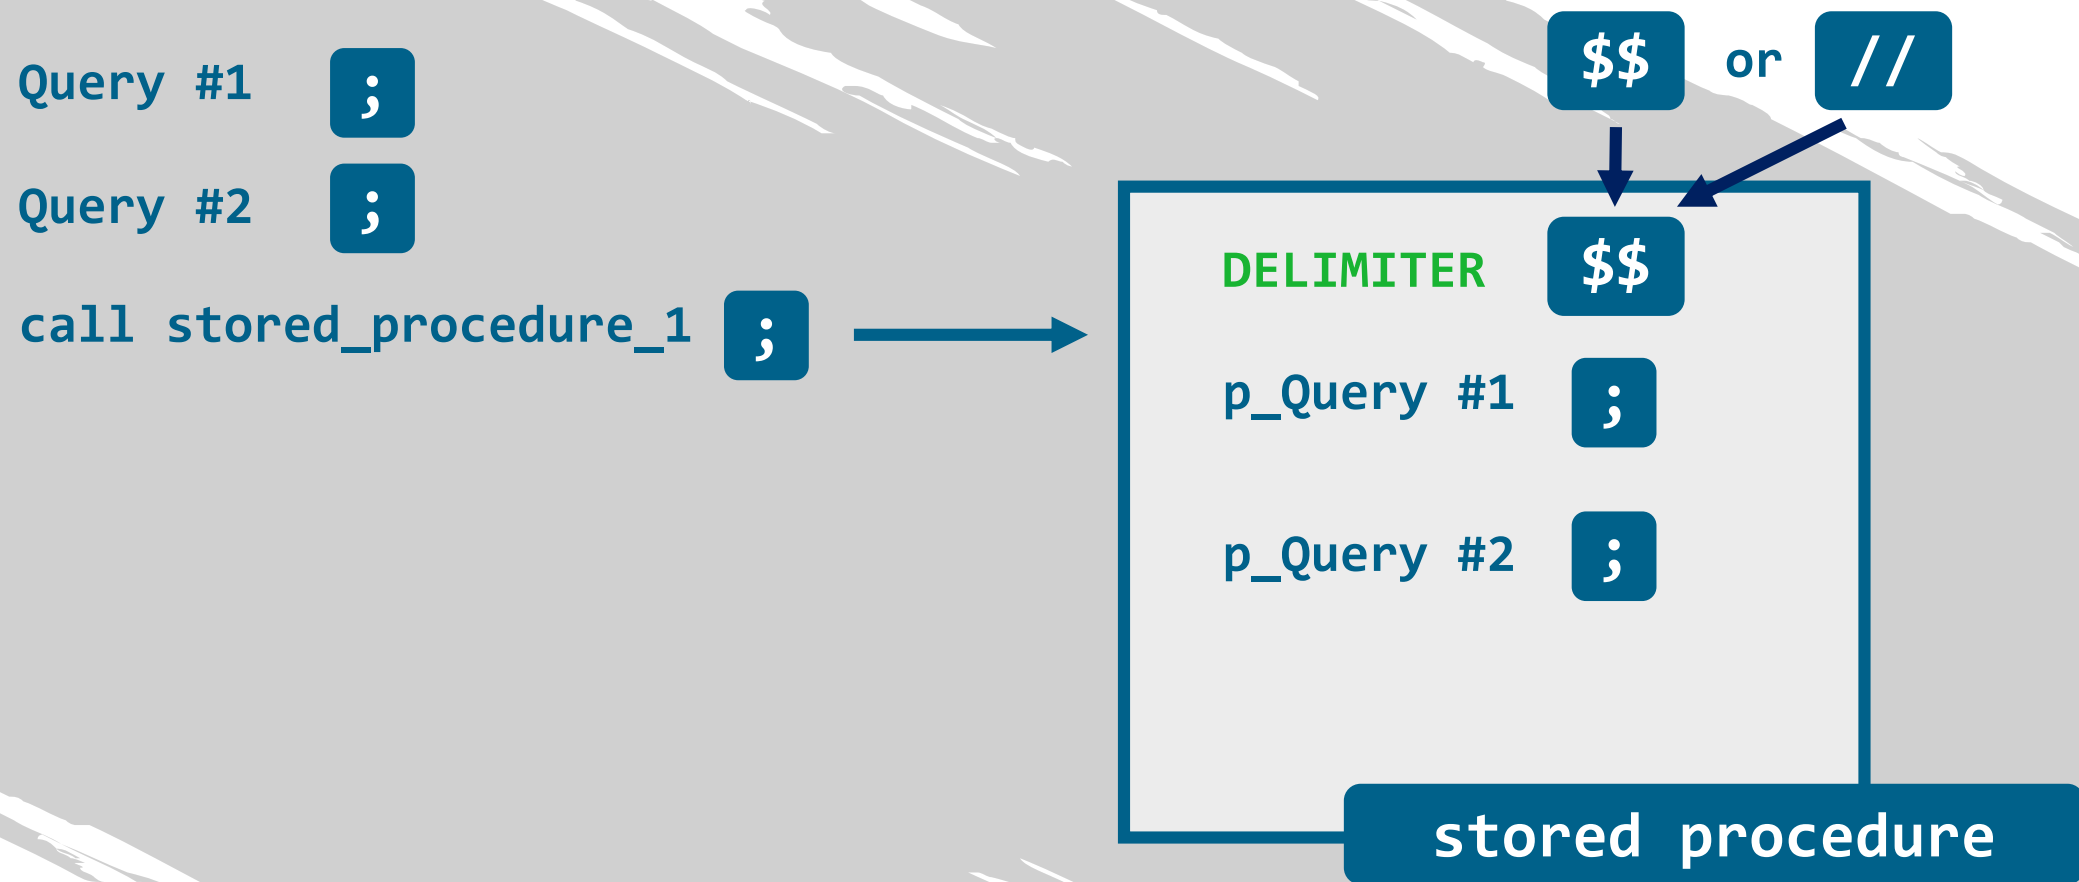 Query #1 ;
Query #2 ;
call stored_procedure_1 ;
$$ or //
DELIMITER $$
p_Query #1 ;
p_Query #2 ;
stored procedure